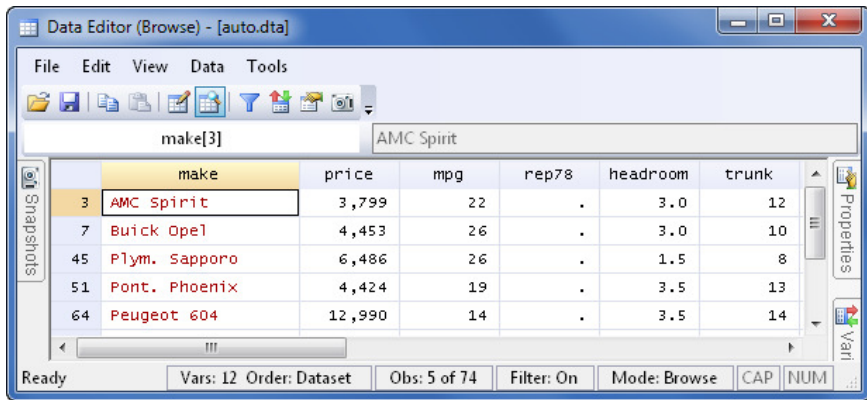 Data Editor (Browse) - [auto.dta]
File Edit View Data Tools
make[3] AMC Spirit
make price mpg rep78 headroom trunk
3 AMC Spirit 3,799 22 . 3.0 12
7 Buick Opel 4,453 26 . 3.0 10
45 Plym. Sapporo 6,486 26 . 1.5 8
51 Pont. Phoenix 4,424 19 . 3.5 13
64 Peugeot 604 12,990 14 . 3.5 14
Snapshots
Properties
Vari
Ready Vars: 12 Order: Dataset Obs: 5 of 74 Filter: On Mode: Browse CAP NUM